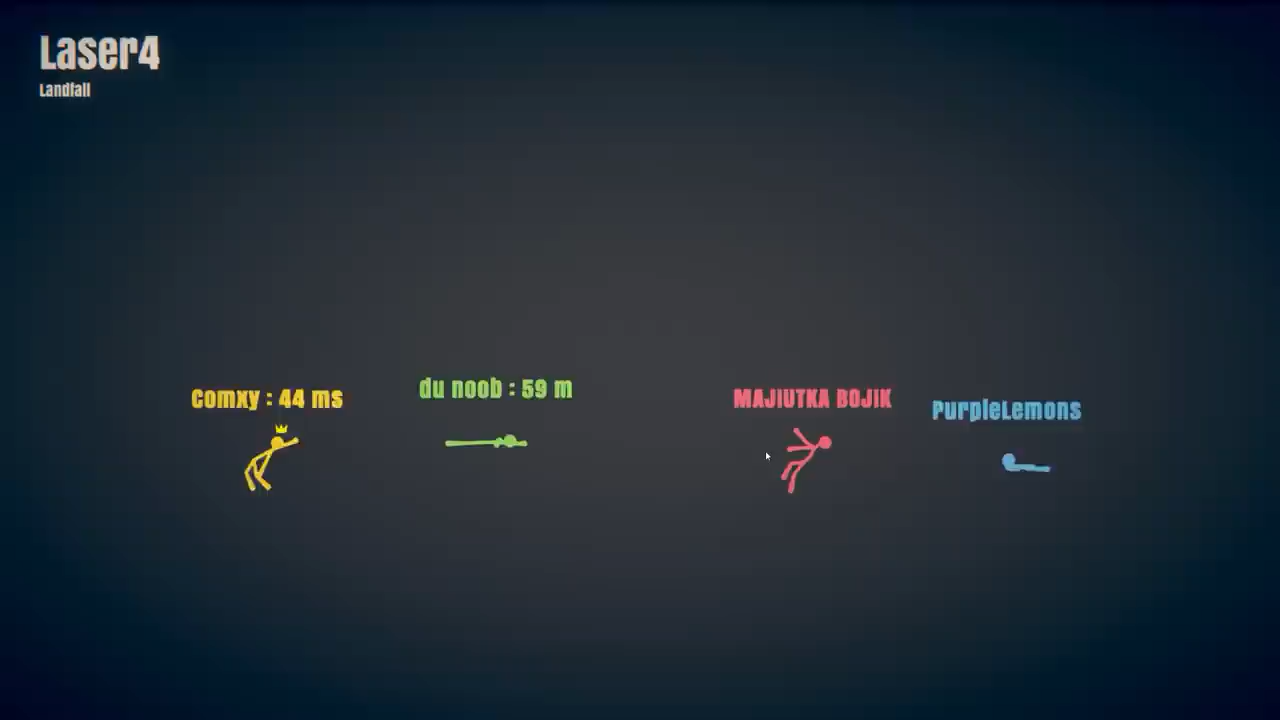 Laser4
Landfall
Comxy : 44 ms
du noob : 59 m
MAJIUTKA BOJIK
PurpleLemons